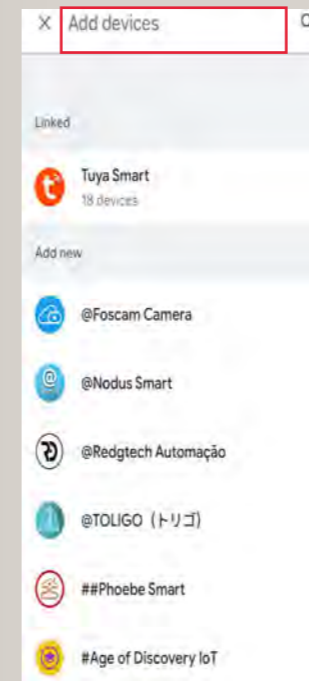 × Add devices
Linked
Tuya Smart
18 devices
Add new
@Foscam Camera
@Nodus Smart
@Redgtech Automação
@TOLIGO (トリゴ)
##Phoebe Smart
#Age of Discovery IoT